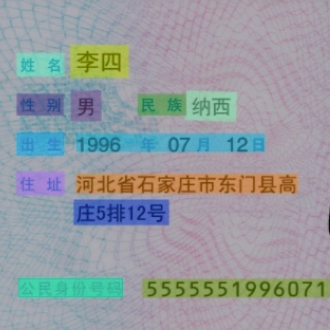 姓名 李四
性别 男 民族 纳西
出生 1996 年 07 月 12 日
住址 河北省石家庄市东门县高
庄5排12号
公民身份号码 5555551996071